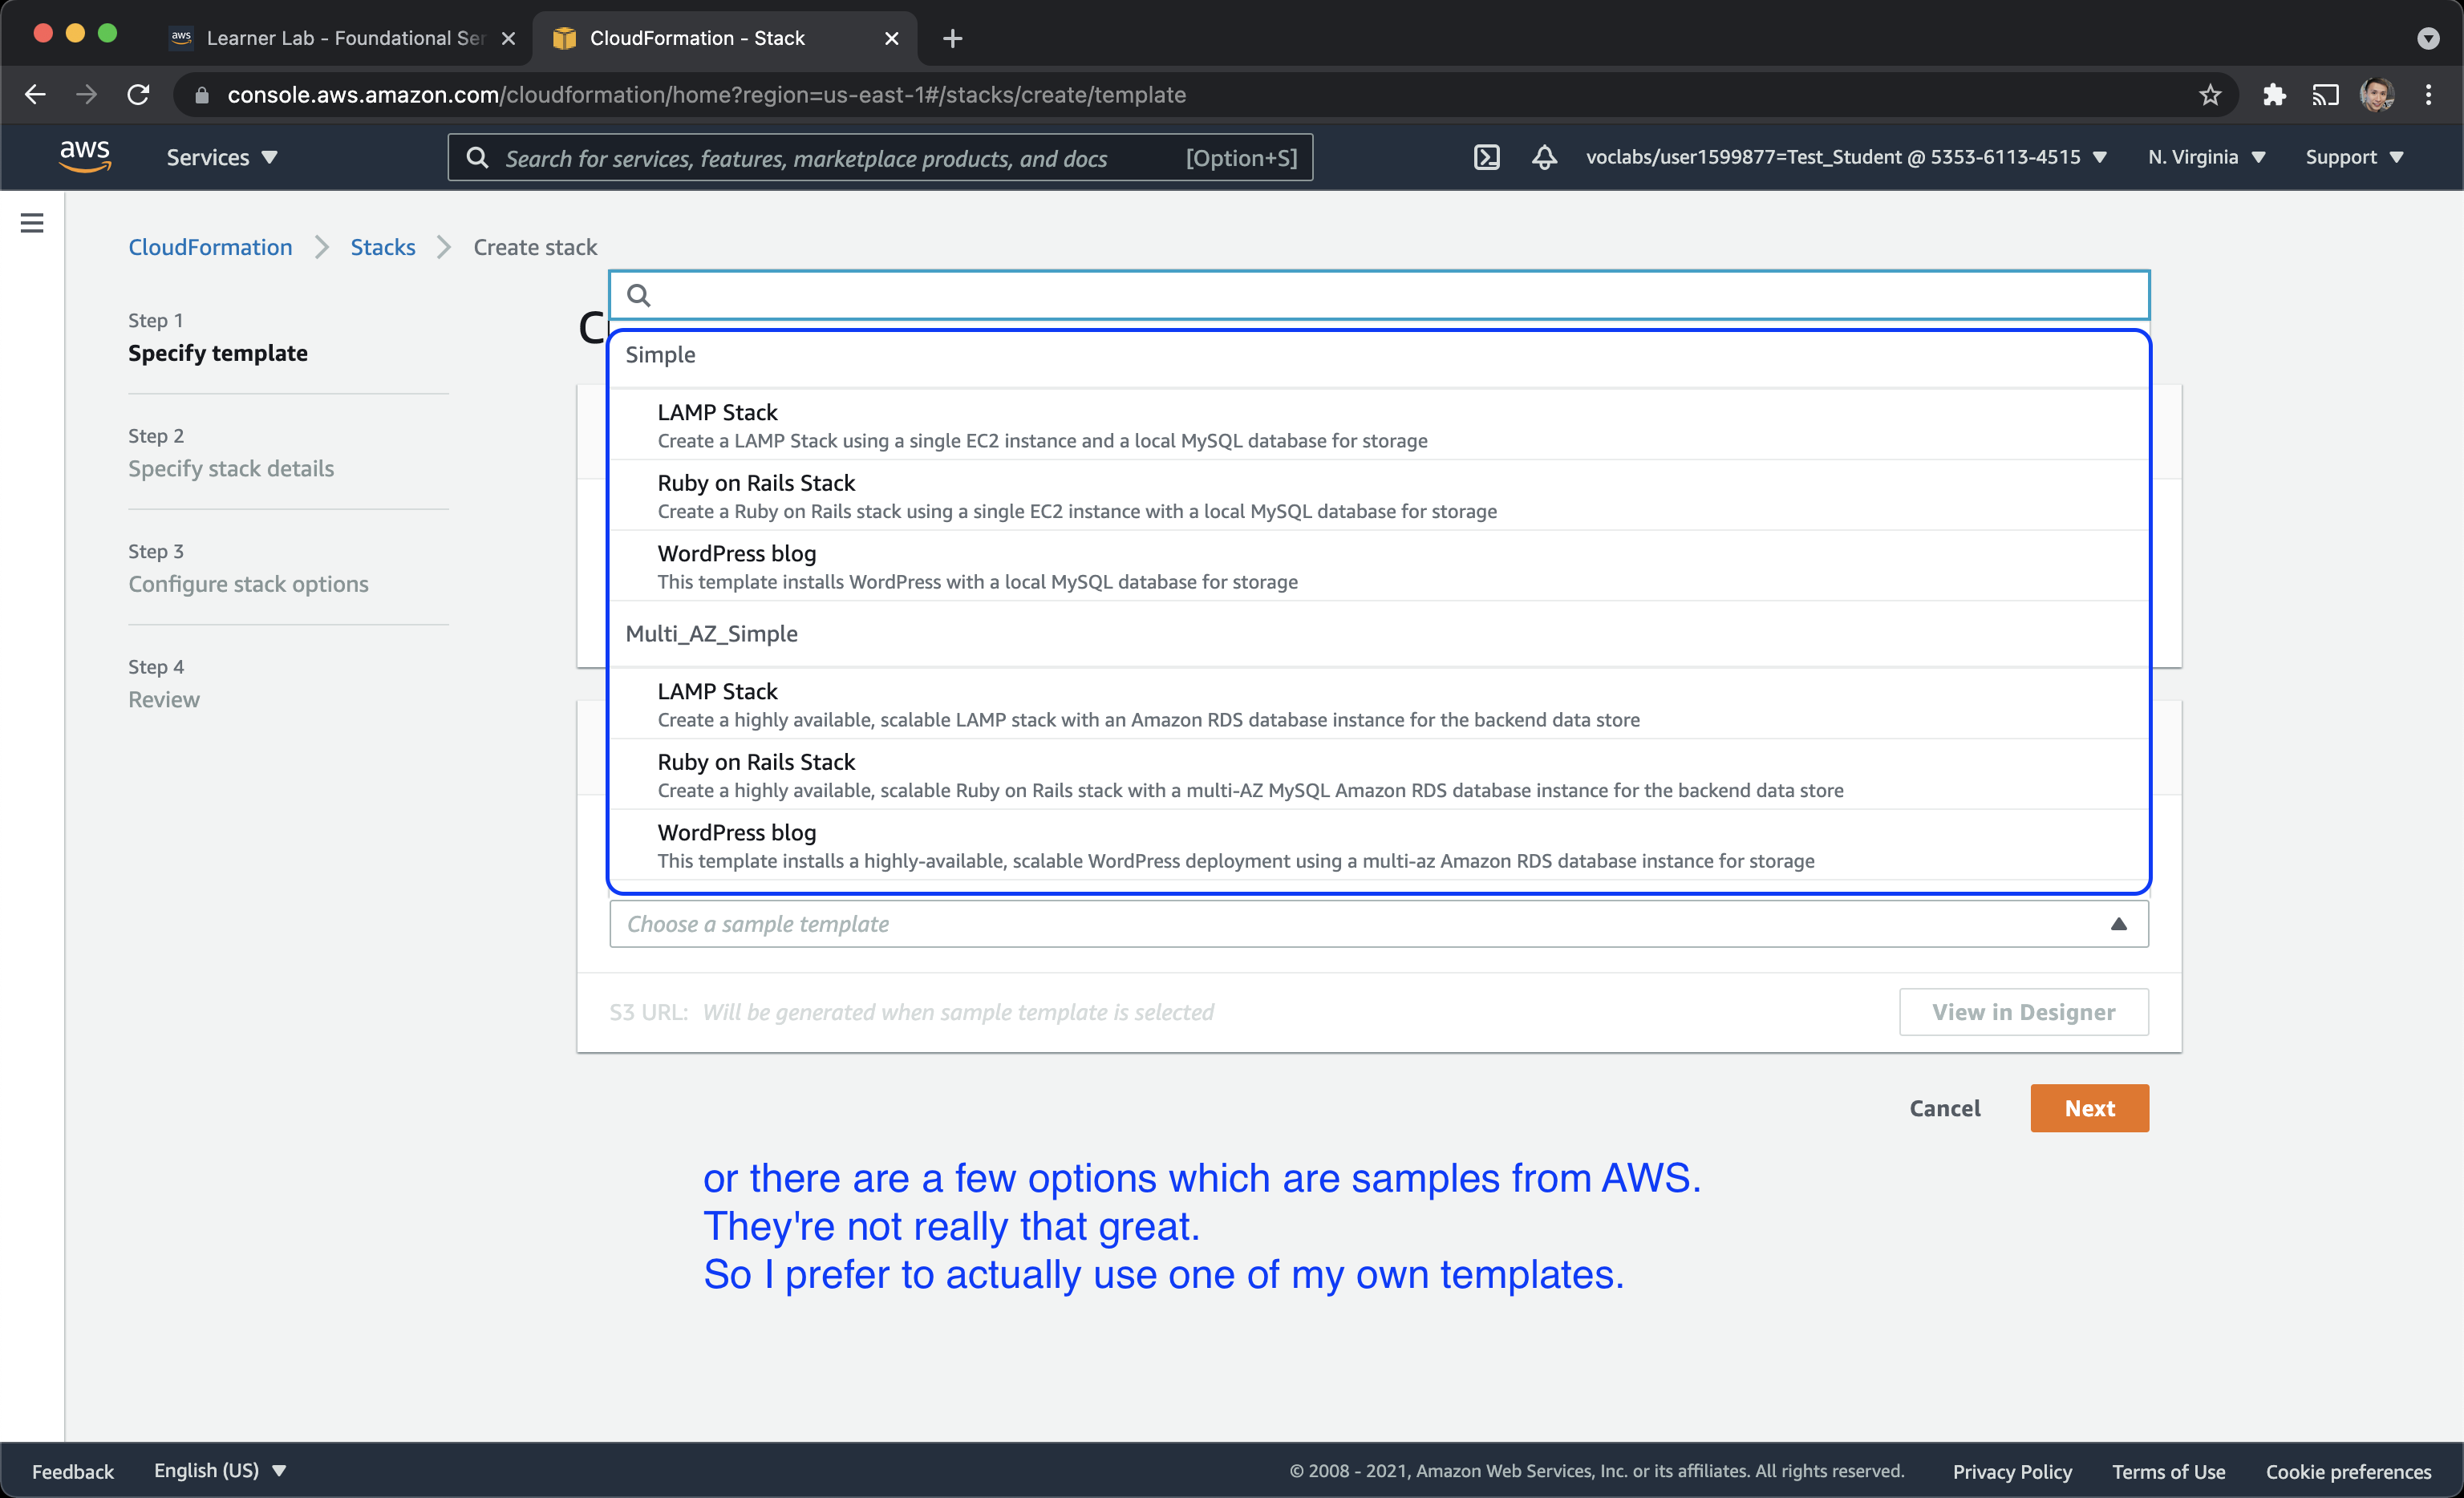 aws
Learner Lab - Foundational Ser
CloudFormation - Stack
console.aws.amazon.com/cloudformation/home?region=us-east-1#/stacks/create/template
aws
Services
Search for services, features, marketplace products, and docs
[Option+S]
voclabs/user1599877=Test_Student @ 5353-6113-4515
N. Virginia
Support
CloudFormation
Stacks
Create stack
Step 1
Specify template
Step 2
Specify stack details
Step 3
Configure stack options
Step 4
Review
C
Simple
LAMP Stack
Create a LAMP Stack using a single EC2 instance and a local MySQL database for storage
Ruby on Rails Stack
Create a Ruby on Rails stack using a single EC2 instance with a local MySQL database for storage
WordPress blog
This template installs WordPress with a local MySQL database for storage
Multi_AZ_Simple
LAMP Stack
Create a highly available, scalable LAMP stack with an Amazon RDS database instance for the backend data store
Ruby on Rails Stack
Create a highly available, scalable Ruby on Rails stack with a multi-AZ MySQL Amazon RDS database instance for the backend data store
WordPress blog
This template installs a highly-available, scalable WordPress deployment using a multi-az Amazon RDS database instance for storage
Choose a sample template
S3 URL: Will be generated when sample template is selected
View in Designer
Cancel
Next
or there are a few options which are samples from AWS.
They're not really that great.
So I prefer to actually use one of my own templates.
Feedback
English (US)
© 2008 - 2021, Amazon Web Services, Inc. or its affiliates. All rights reserved.
Privacy Policy
Terms of Use
Cookie preferences